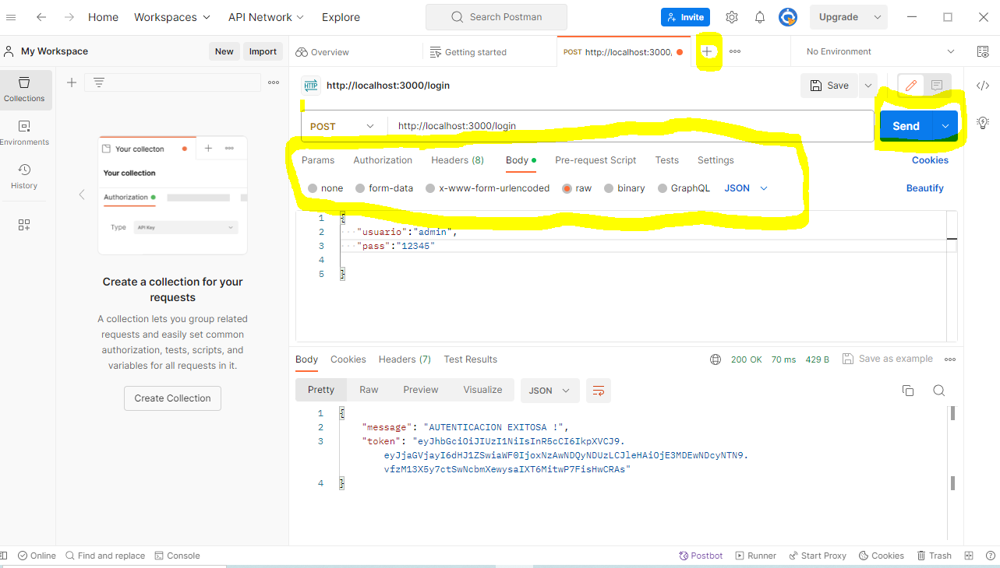 Home Workspaces API Network Explore Search Postman Invite Upgrade
My Workspace New Import Overview Getting started POST http://localhost:3000, No Environment
Collections
Environments
History
Your collecton
Your collection
Authorization
Type API Key
Create a collection for your
requests
A collection lets you group related
requests and easily set common
authorization, tests, scripts, and
variables for all requests in it.
Create Collection
HTTP http://localhost:3000/login Save
POST http://localhost:3000/login Send
Params Authorization Headers (8) Body Pre-request Script Tests Settings Cookies
none form-data x-www-form-urlencoded raw binary GraphQL JSON Beautify
1 {
2 "usuario":"admin",
3 "pass":"12345"
4
5 }
Body Cookies Headers (7) Test Results 200 OK 70 ms 429 B Save as example
Pretty Raw Preview Visualize JSON
1 {
2 "message": "AUTENTICACION EXITOSA !",
3 "token": "eyJhbGciOiJIUzI1NiIsInR5cCI6IkpXVCJ9.
eyJjaGVjayI6dHJ1ZSwiaWF0IjoxNzAwNDQyNDUzLCJleHAiOjE3MDEwNDcyNTN9.
vfzM13X5y7ctSwNcbmXewysaIXT6MitwP7FisHwCRAs"
4 }
Online Find and replace Console Postbot Runner Start Proxy Cookies Trash